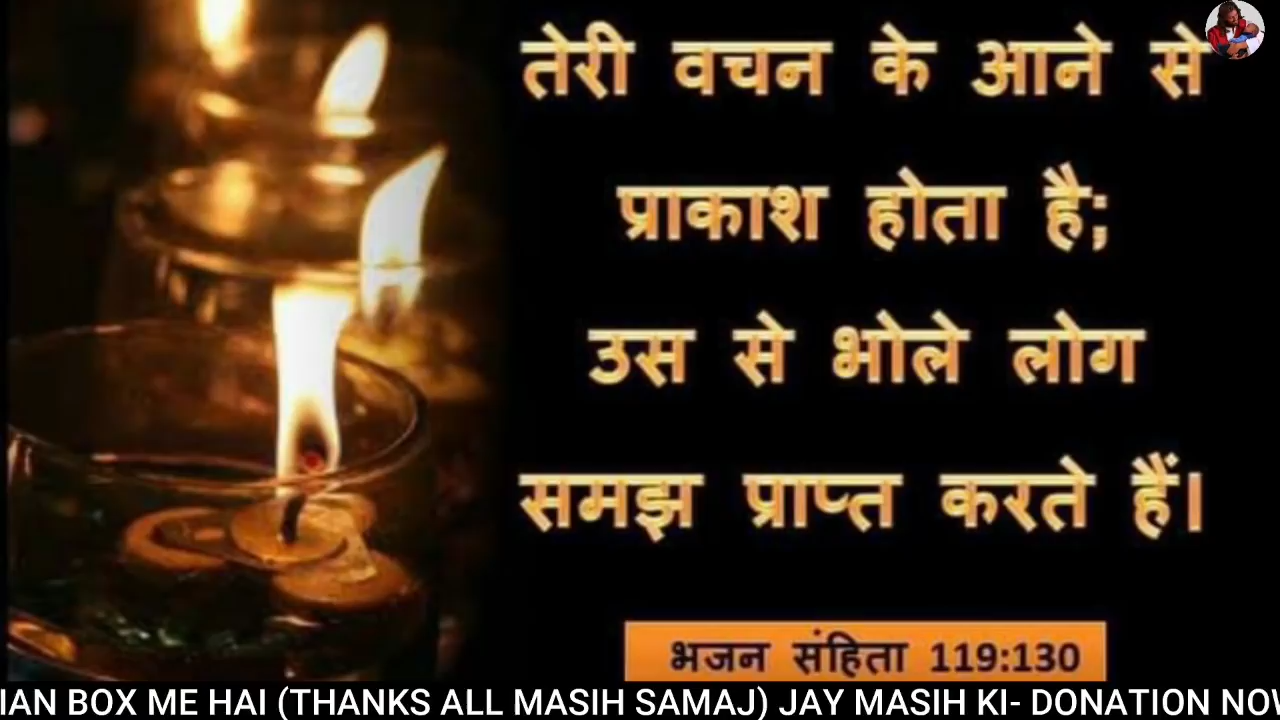 तेरी वचन के आने से
प्राकाश होता है;
उस से भोले लोग
समझ प्राप्त करते हैं।
भजन संहिता 119:130
IAN BOX ME HAI (THANKS ALL MASIH SAMAJ) JAY MASIH KI- DONATION NOW